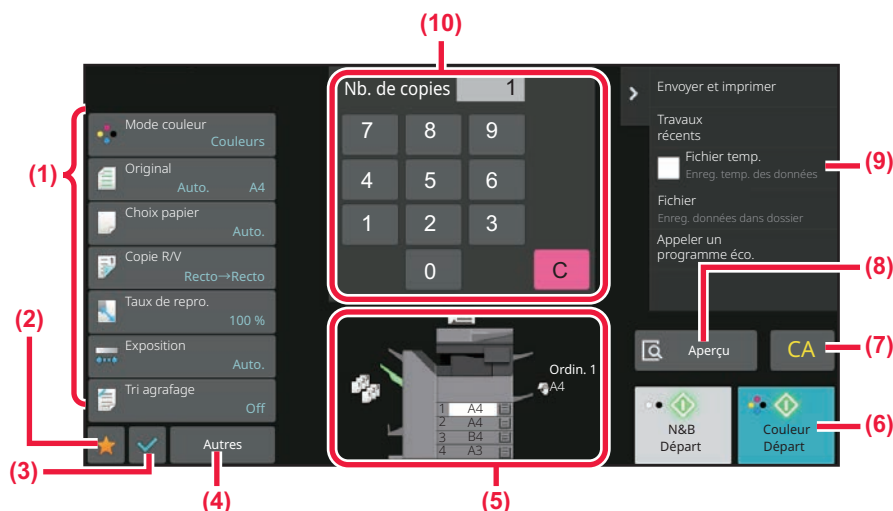 (10)
Nb. de copies 1
7 8 9
4 5 6
1 2 3
0 C
(1)
Mode couleur
Couleurs
Original
Auto. A4
Choix papier
Auto.
Copie R/V
Recto→Recto
Taux de repro.
100 %
Exposition
Auto.
Tri agrafage
Off
(2)
(3)
Autres
(4)
Ordin. 1
A4
1 A4
2 A4
3 B4
4 A3
(5)
Envoyer et imprimer
Travaux
récents
Fichier temp.
Enreg. temp. des données
(9)
Fichier
Enreg. données dans dossier
Appeler un
programme éco.
(8)
Aperçu
CA
(7)
N&B
Départ
Couleur
Départ
(6)